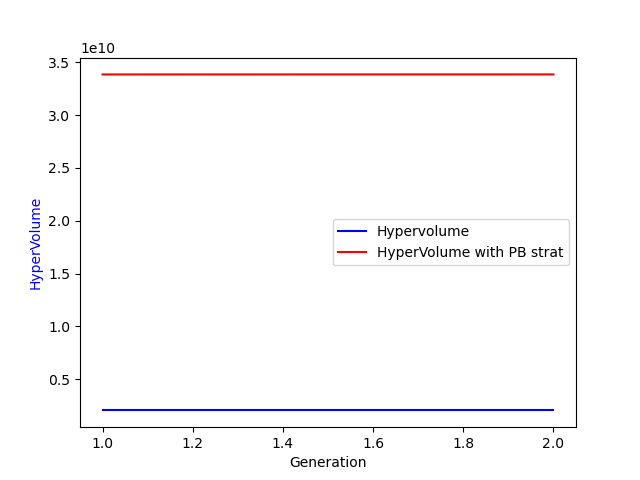 1e10
3.5
3.0
2.5
2.0
1.5
1.0
0.5
HyperVolume
Hypervolume
HyperVolume with PB strat
1.0 1.2 1.4 1.6 1.8 2.0
Generation